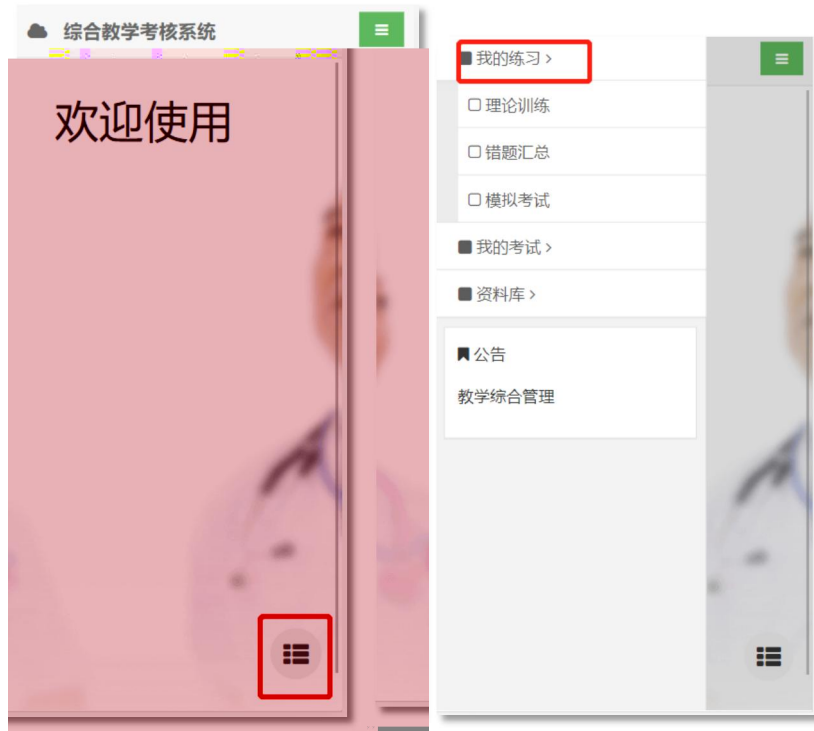 综合教学考核系统
欢迎使用
我的练习
理论训练
错题汇总
模拟考试
我的考试
资料库
公告
教学综合管理